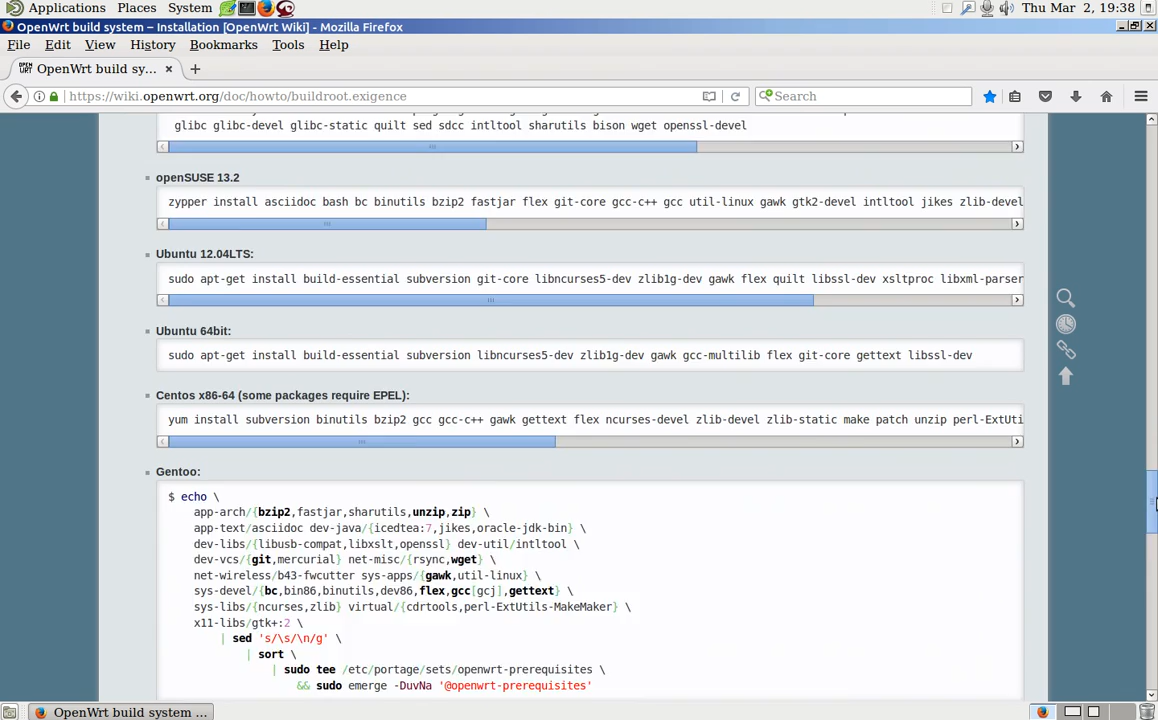 Applications Places System Thu Mar 2, 19:38
OpenWrt build system – Installation [OpenWrt Wiki] - Mozilla Firefox
File Edit View History Bookmarks Tools Help
OPEN WRT OpenWrt build sy... × +
https://wiki.openwrt.org/doc/howto/buildroot.exigence Search
glibc glibc-devel glibc-static quilt sed sdcc intltool sharutils bison wget openssl-devel
openSUSE 13.2
zypper install asciidoc bash bc binutils bzip2 fastjar flex git-core gcc-c++ gcc util-linux gawk gtk2-devel intltool jikes zlib-devel
Ubuntu 12.04LTS:
sudo apt-get install build-essential subversion git-core libncurses5-dev zlib1g-dev gawk flex quilt libssl-dev xsltproc libxml-parser
Ubuntu 64bit:
sudo apt-get install build-essential subversion libncurses5-dev zlib1g-dev gawk gcc-multilib flex git-core gettext libssl-dev
Centos x86-64 (some packages require EPEL):
yum install subversion binutils bzip2 gcc gcc-c++ gawk gettext flex ncurses-devel zlib-devel zlib-static make patch unzip perl-ExtUti
Gentoo:
$ echo \
app-arch/{bzip2,fastjar,sharutils,unzip,zip} \
app-text/asciidoc dev-java/{icedtea:7,jikes,oracle-jdk-bin} \
dev-libs/{libusb-compat,libxslt,openssl} dev-util/intltool \
dev-vcs/{git,mercurial} net-misc/{rsync,wget} \
net-wireless/b43-fwcutter sys-apps/{gawk,util-linux} \
sys-devel/{bc,bin86,binutils,dev86,flex,gcc[gcj],gettext} \
sys-libs/{ncurses,zlib} virtual/{cdrtools,perl-ExtUtils-MakeMaker} \
x11-libs/gtk+:2 \
| sed 's/\s/\n/g' \
| sort \
| sudo tee /etc/portage/sets/openwrt-prerequisites \
&& sudo emerge -DuvNa '@openwrt-prerequisites'
OpenWrt build system ...